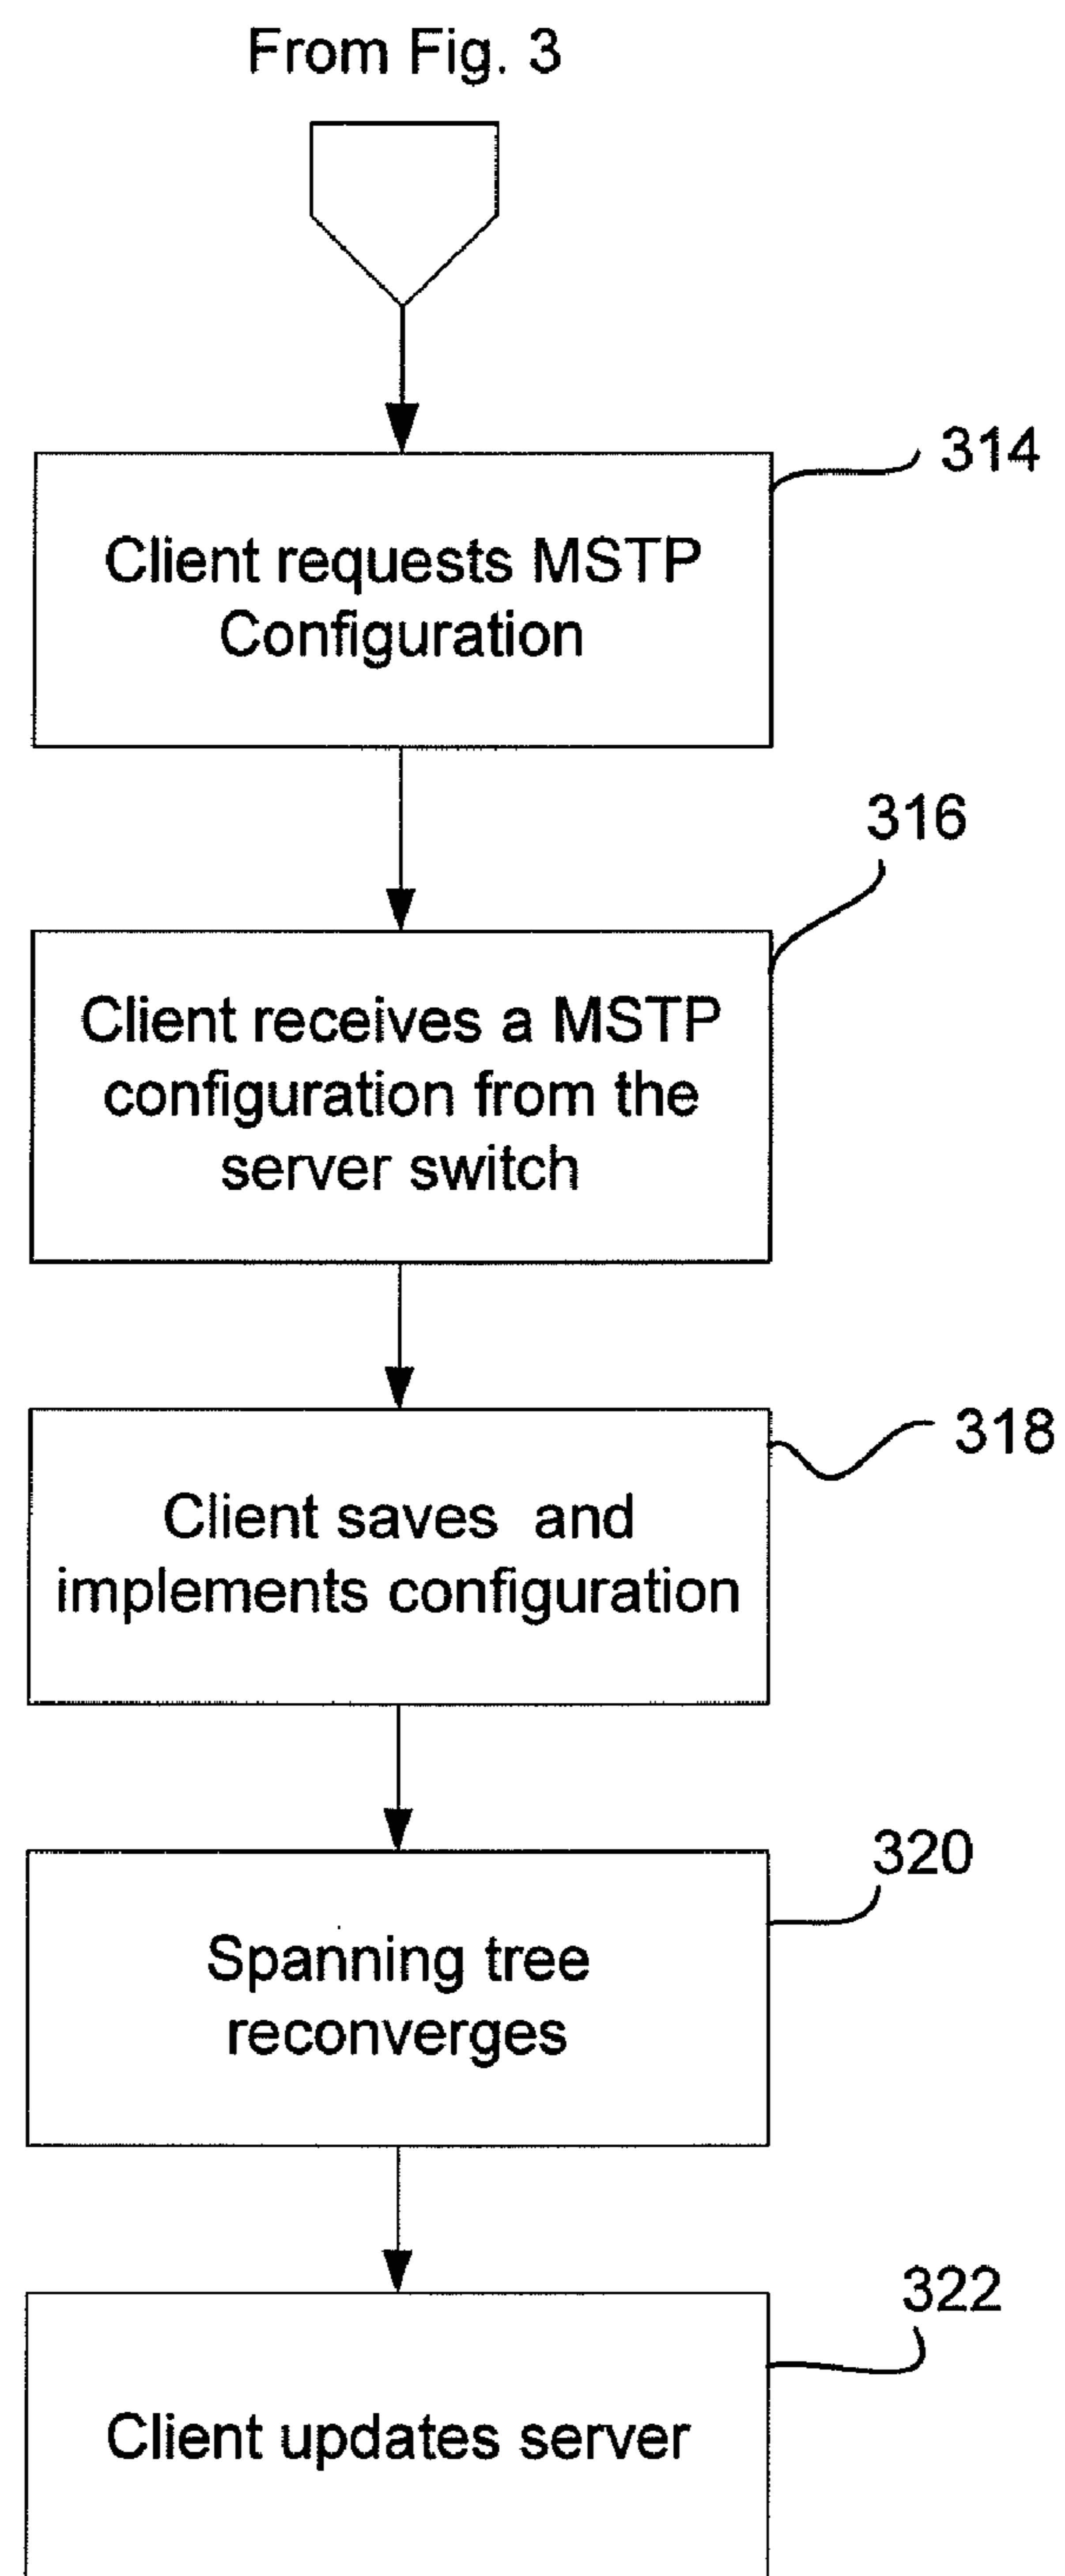 From Fig. 3
314
Client requests MSTP
Configuration
316
Client receives a MSTP
configuration from the
server switch
318
Client saves and
implements configuration
320
Spanning tree
reconverges
322
Client updates server